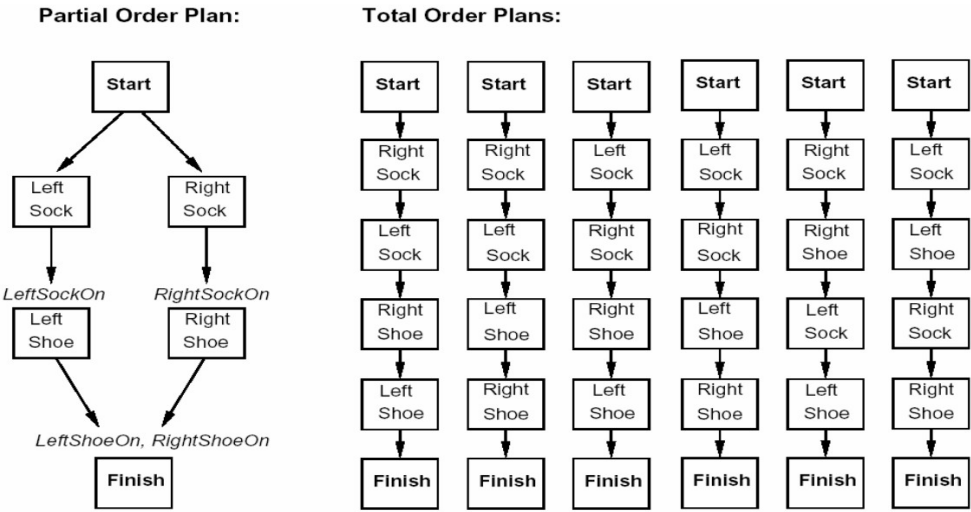 Partial Order Plan:
Total Order Plans:
Start
Left
Sock
Right
Sock
LeftSockOn
RightSockOn
Left
Shoe
Right
Shoe
LeftShoeOn, RightShoeOn
Finish
Start
Right
Sock
Left
Sock
Right
Shoe
Left
Shoe
Finish
Start
Right
Sock
Left
Sock
Left
Shoe
Right
Shoe
Finish
Start
Left
Sock
Right
Sock
Right
Shoe
Left
Shoe
Finish
Start
Left
Sock
Right
Sock
Left
Shoe
Right
Shoe
Finish
Start
Right
Sock
Right
Shoe
Left
Sock
Left
Shoe
Finish
Start
Left
Sock
Left
Shoe
Right
Sock
Right
Shoe
Finish